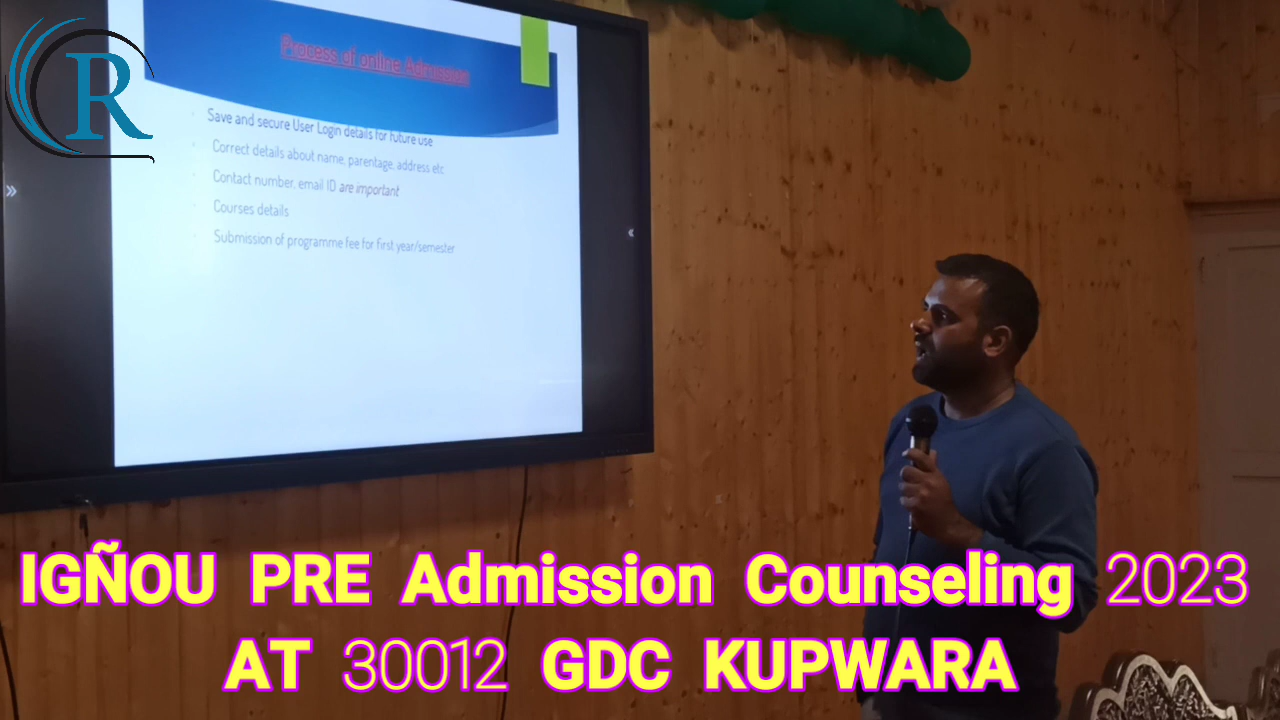 R
Process of online Admission
Save and secure User Login details for future use
Correct details about name, parentage, address etc
Contact number, email ID are important
Courses details
Submission of programme fee for first year/semester
IGÑOU PRE Admission Counseling 2023
AT 30012 GDC KUPWARA